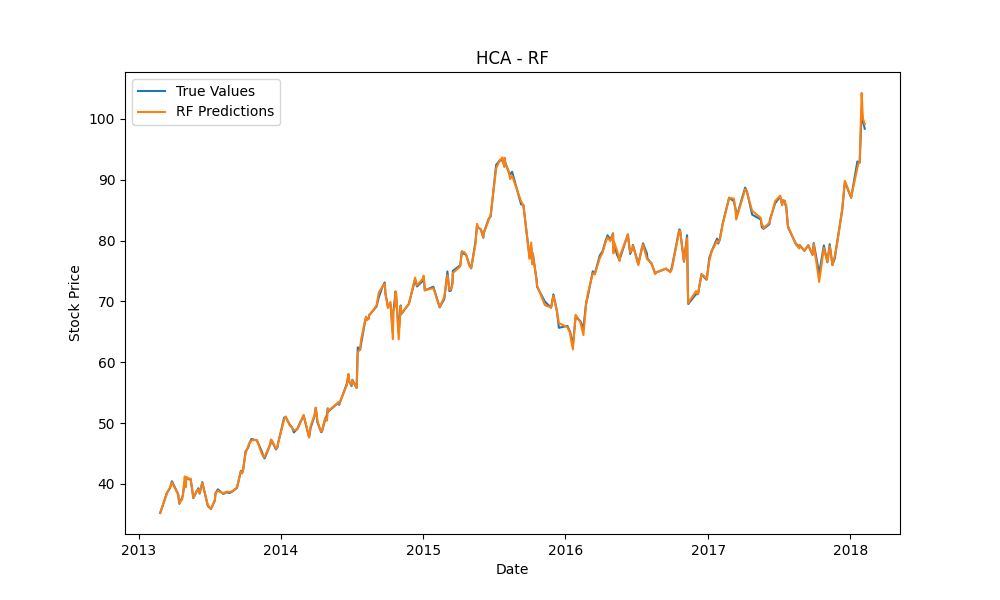 HCA - RF
True Values
RF Predictions
Stock Price
100
90
80
70
60
50
40
2013
2014
2015
2016
2017
2018
Date